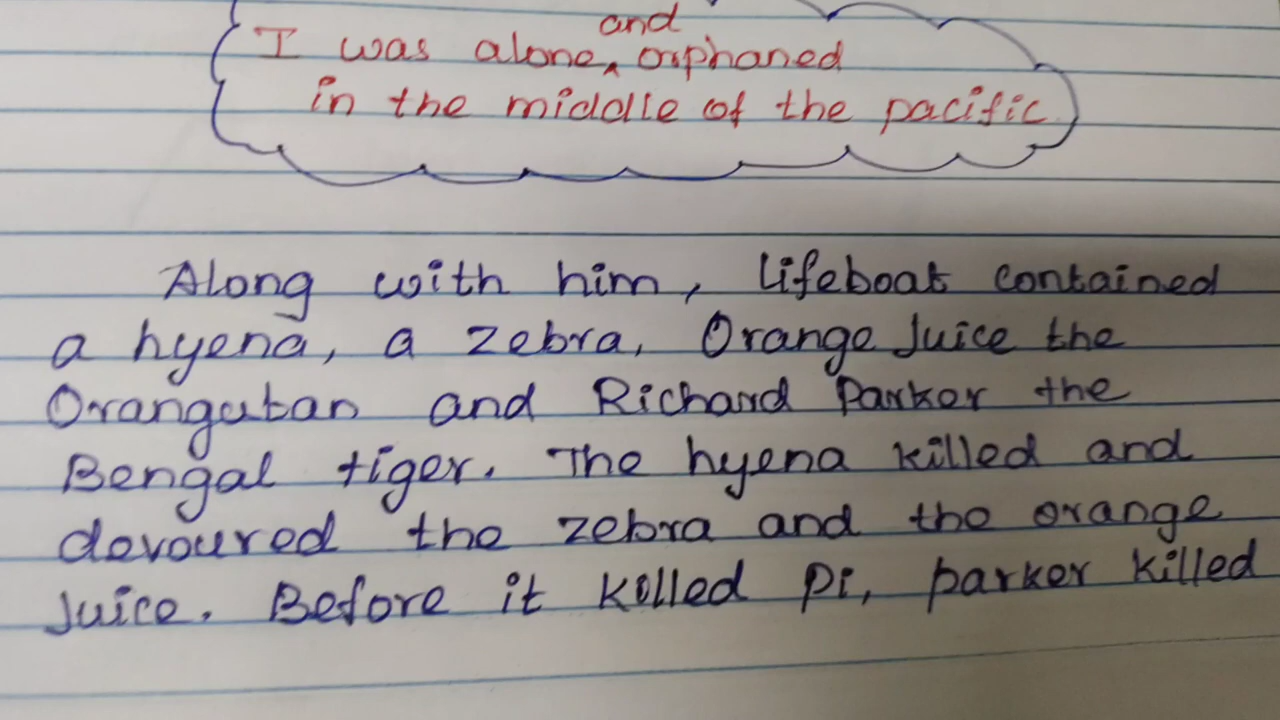 and
I was alone, orphaned
in the middle of the pacific
Along with him, lifeboat contained
a hyena, a zebra, Orange Juice the
Orangutan and Richard Parker the
Bengal tiger. The hyena killed and
devoured the zebra and the orange
Juice. Before it killed Pi, parker killed